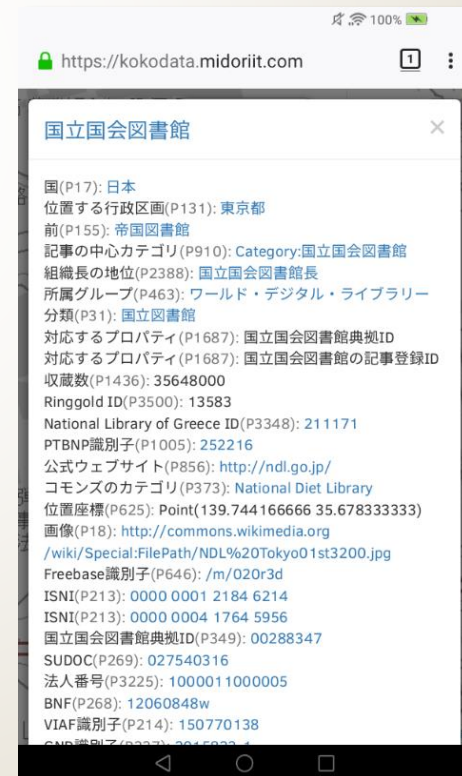 100%
https://kokodata.midoriit.com
1
国立国会図書館
×
国(P17): 日本
位置する行政区画(P131): 東京都
前(P155): 帝国図書館
記事の中心カテゴリ(P910): Category:国立国会図書館
組織長の地位(P2388): 国立国会図書館長
所属グループ(P463): ワールド・デジタル・ライブラリー
分類(P31): 国立図書館
対応するプロパティ(P1687): 国立国会図書館典拠ID
対応するプロパティ(P1687): 国立国会図書館の記事登録ID
収蔵数(P1436): 35648000
Ringgold ID(P3500): 13583
National Library of Greece ID(P3348): 211171
PTBNP識別子(P1005): 252216
公式ウェブサイト(P856): http://ndl.go.jp/
コモンズのカテゴリ(P373): National Diet Library
位置座標(P625): Point(139.744166666 35.678333333)
画像(P18): http://commons.wikimedia.org
/wiki/Special:FilePath/NDL%20Tokyo01st3200.jpg
Freebase識別子(P646): /m/020r3d
ISNI(P213): 0000 0001 2184 6214
ISNI(P213): 0000 0004 1764 5956
国立国会図書館典拠ID(P349): 00288347
SUDOC(P269): 027540316
法人番号(P3225): 1000011000005
BNF(P268): 12060848w
VIAF識別子(P214): 150770138